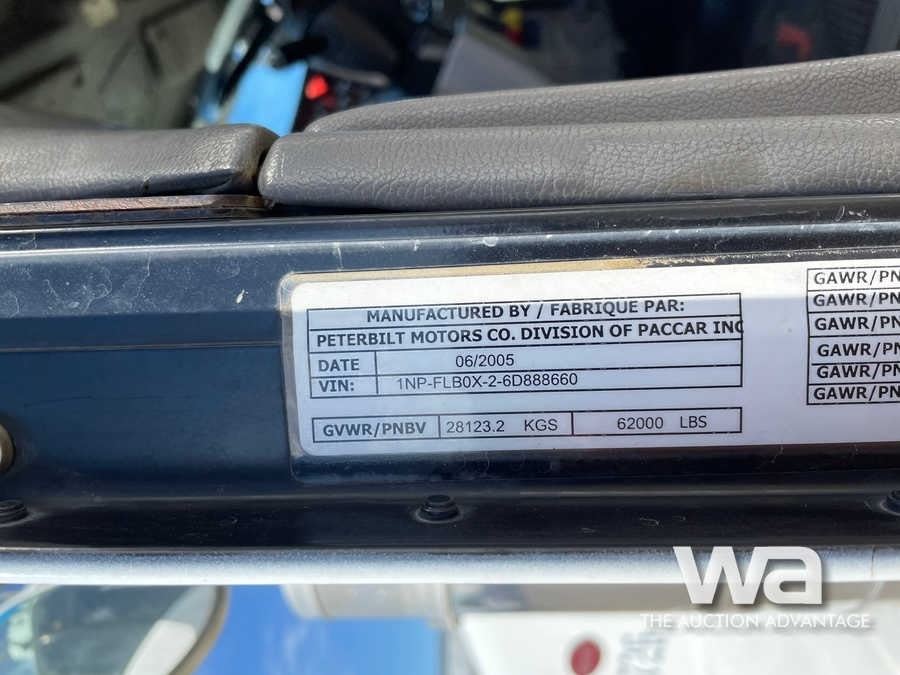 MANUFACTURED BY / FABRIQUE PAR:
PETERBILT MOTORS CO. DIVISION OF PACCAR INC
DATE 06/2005
VIN: 1NP-FLB0X-2-6D888660
GVWR/PNBV 28123.2 KGS 62000 LBS
GAWR/PN
GAWR/PN
GAWR/PN
GAWR/PN
GAWR/PN
GAWR/PN
wa
THE AUCTION ADVANTAGE